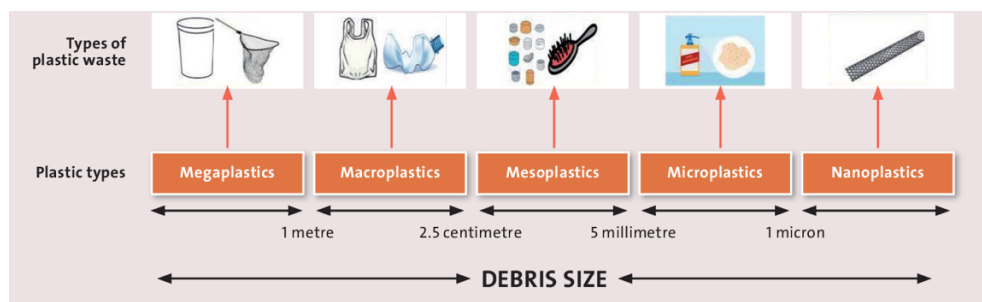 Types of
plastic waste
Plastic types
Megaplastics
Macroplastics
Mesoplastics
Microplastics
Nanoplastics
1 metre
2.5 centimetre
5 millimetre
1 micron
DEBRIS SIZE